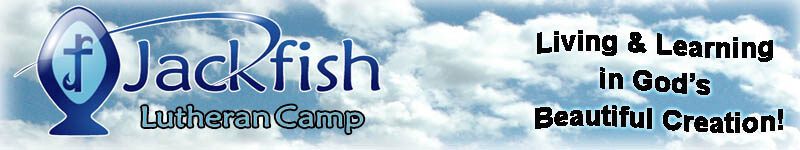 Jackfish
Lutheran Camp
Living & Learning
in God's
Beautiful Creation!